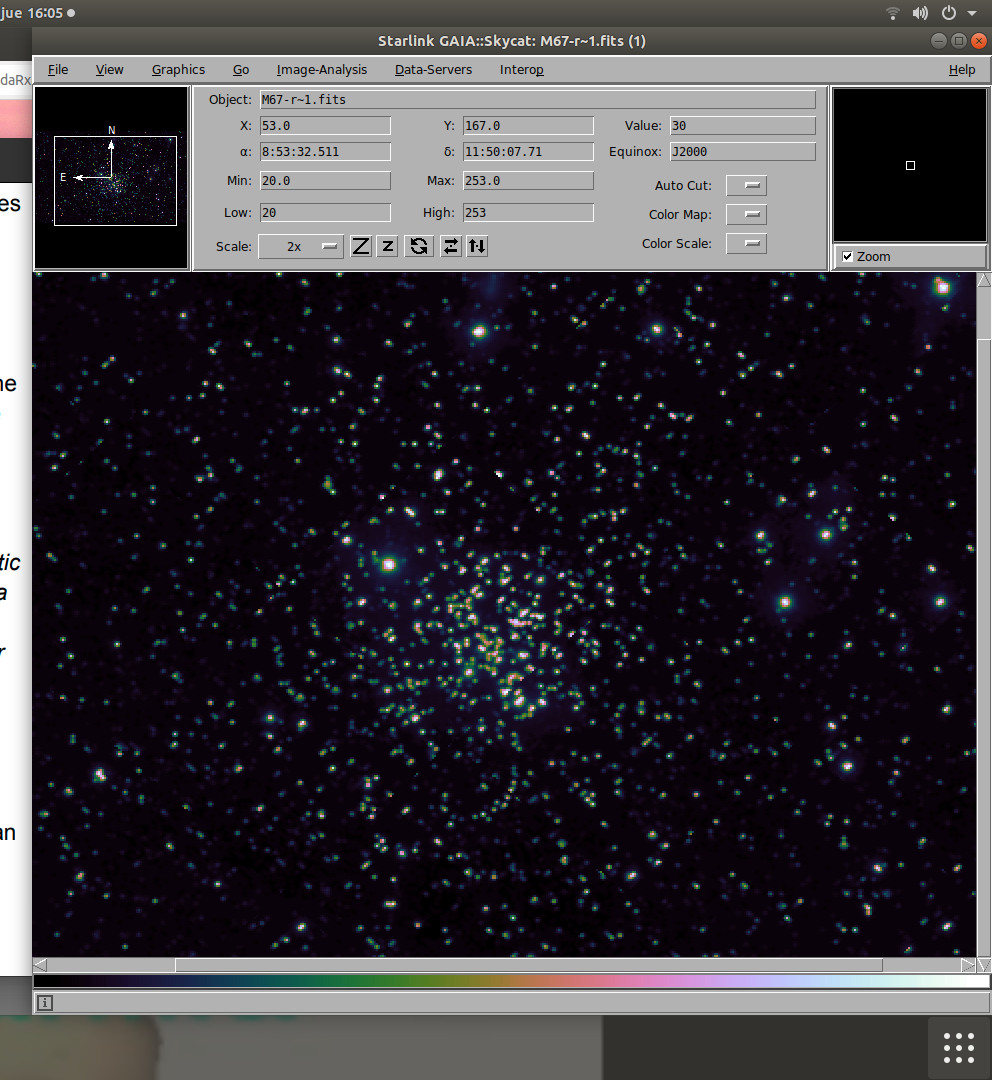 jue 16:05
Starlink GAIA::Skycat: M67-r~1.fits (1)
daRx
File View Graphics Go Image-Analysis Data-Servers Interop Help
Object: M67-r~1.fits
X: 53.0 Y: 167.0 Value: 30
α: 8:53:32.511 δ: 11:50:07.71 Equinox: J2000
Min: 20.0 Max: 253.0 Auto Cut:
Low: 20 High: 253 Color Map:
Scale: 2x Z z Color Scale:
N
E
Zoom
es
ne
tic
a
r
an
i